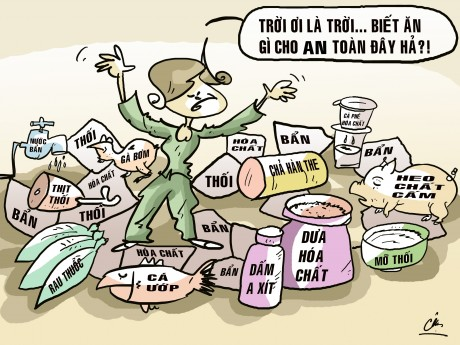 TRỜI ƠI LÀ TRỜI... BIẾT ĂN
GÌ CHO AN TOÀN ĐÂY HẢ?!
NƯỚC
BẨN
THỐI
GÀ BƠM
HÓA
CHẤT
BẨN
CÀ PHÊ
HÓA CHẤT
BẨN
THỊT
THỐI
HÓA CHẤT
THỐI
CHẢ HÀN THE
HEO
CHẤT
CẤM
BẨN
THỐI
RAU THUỐC
HÓA CHẤT
CÁ
ƯỚP
BẨN
DẤM
A XÍT
DƯA
HÓA
CHẤT
MỠ THỐI